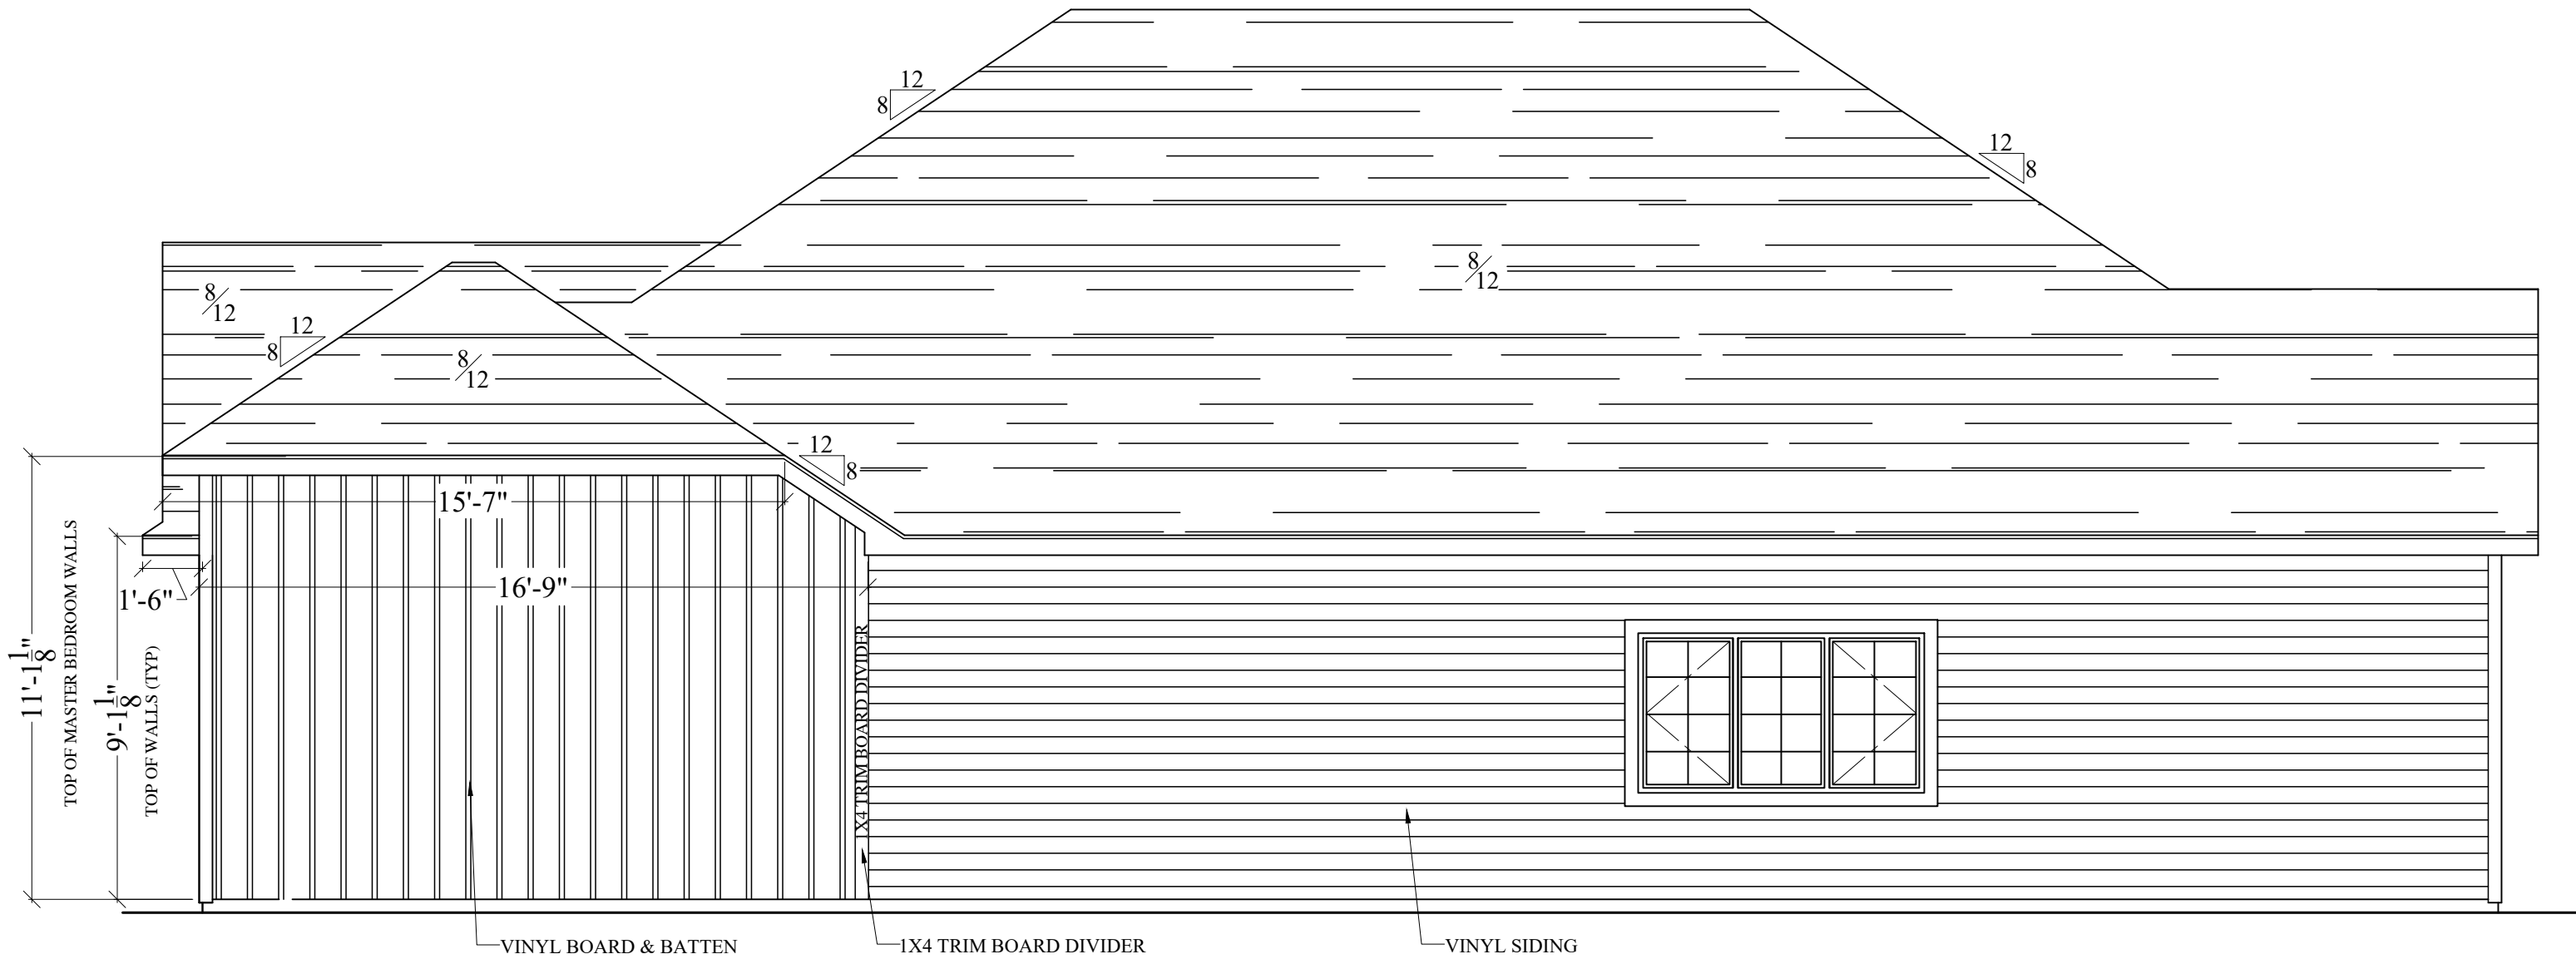 12
8
12
8
8/12
8/12
12
8
8/12
12
8
15'-7"
16'-9"
1'-6"
11'-1 1/8"
TOP OF MASTER BEDROOM WALLS
9'-1 1/8"
TOP OF WALLS (TYP)
1X4 TRIM BOARD DIVIDER
VINYL BOARD & BATTEN
1X4 TRIM BOARD DIVIDER
VINYL SIDING